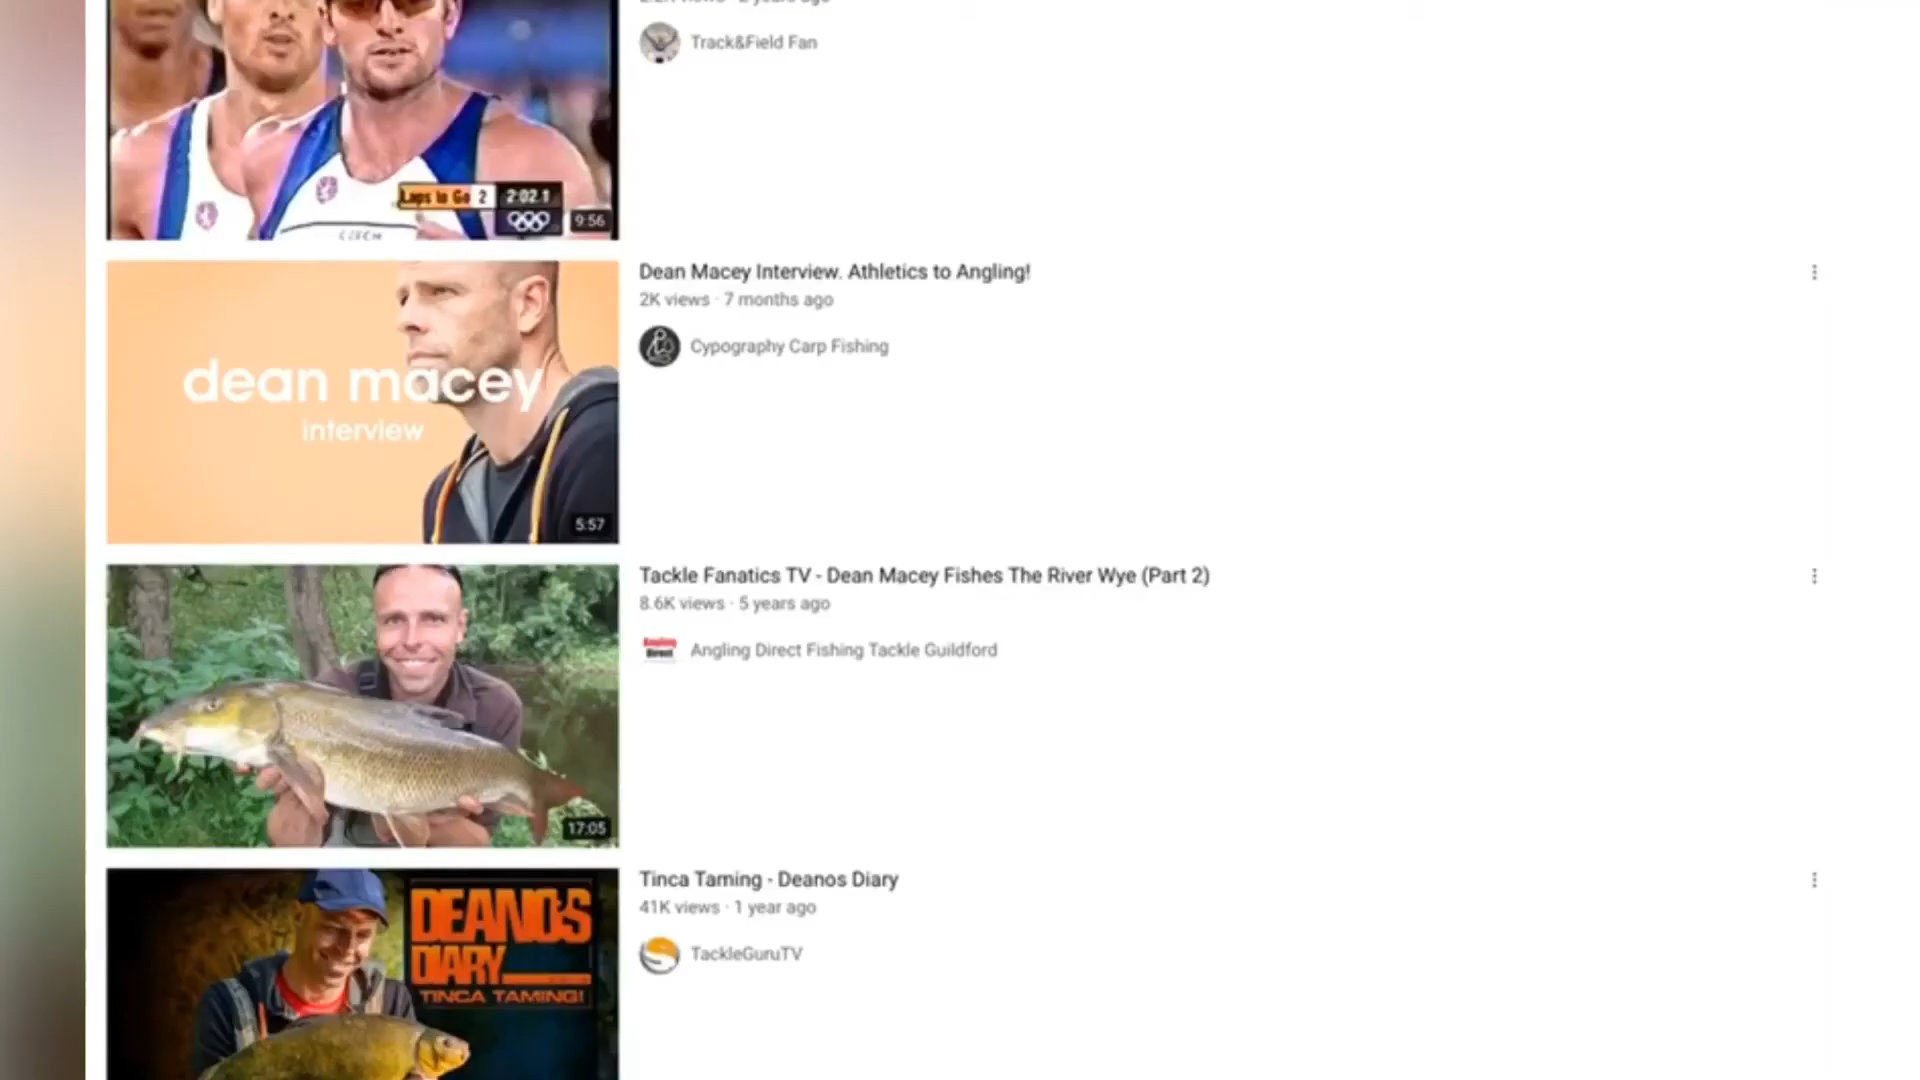 Track&Field Fan
Laps to Go 2 2:02.1
CZECH
9:56
Dean Macey Interview. Athletics to Angling!
2K views · 7 months ago
Cypography Carp Fishing
dean macey
interview
5:57
Tackle Fanatics TV - Dean Macey Fishes The River Wye (Part 2)
8.6K views · 5 years ago
Angling Direct
Angling Direct Fishing Tackle Guildford
17:05
Tinca Taming - Deanos Diary
41K views · 1 year ago
TackleGuruTV
DEANO'S
DIARY
TINCA TAMING!